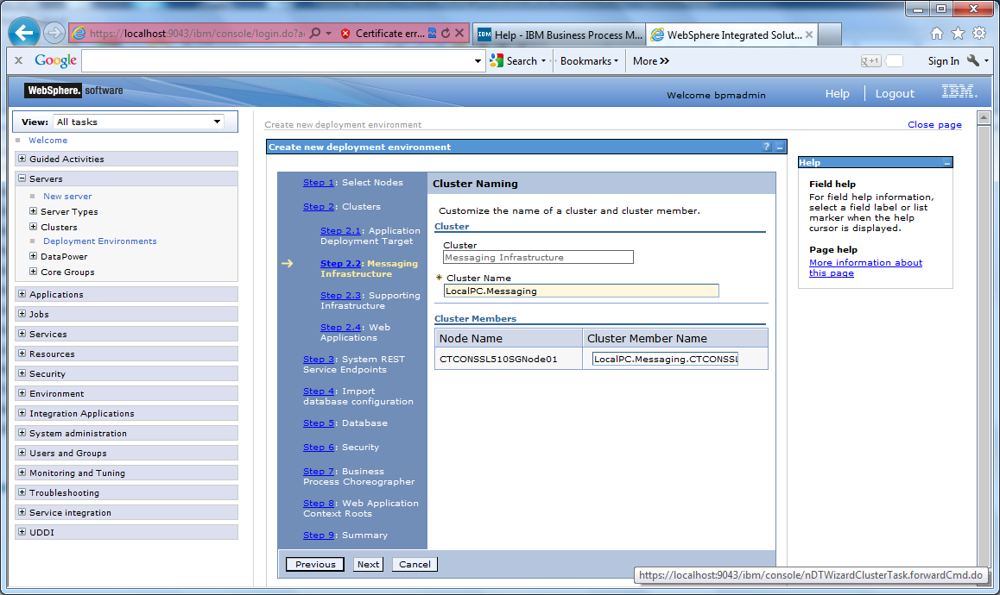 https://localhost:9043/ibm/console/login.do?a
Certificate err...
IBM Help - IBM Business Process M...
WebSphere Integrated Solut...
x Google
Search
Bookmarks
More »
g +1
Sign In
WebSphere. software
Welcome bpmadmin
Help
Logout
IBM.
View: All tasks
Welcome
Guided Activities
Servers
New server
Server Types
Clusters
Deployment Environments
DataPower
Core Groups
Applications
Jobs
Services
Resources
Security
Environment
Integration Applications
System administration
Users and Groups
Monitoring and Tuning
Troubleshooting
Service integration
UDDI
Create new deployment environment
Close page
Create new deployment environment
?
Step 1: Select Nodes
Step 2: Clusters
Step 2.1: Application
Deployment Target
Step 2.2: Messaging
Infrastructure
Step 2.3: Supporting
Infrastructure
Step 2.4: Web
Applications
Step 3: System REST
Service Endpoints
Step 4: Import
database configuration
Step 5: Database
Step 6: Security
Step 7: Business
Process Choreographer
Step 8: Web Application
Context Roots
Step 9: Summary
Cluster Naming
Customize the name of a cluster and cluster member.
Cluster
Cluster
Messaging Infrastructure
* Cluster Name
LocalPC.Messaging
Cluster Members
Node Name
Cluster Member Name
CTCONSSL510SGNode01
LocalPC.Messaging.CTCONSSL
Previous
Next
Cancel
Help
Field help
For field help information,
select a field label or list
marker when the help
cursor is displayed.
Page help
More information about
this page
https://localhost:9043/ibm/console/nDTWizardClusterTask.forwardCmd.do